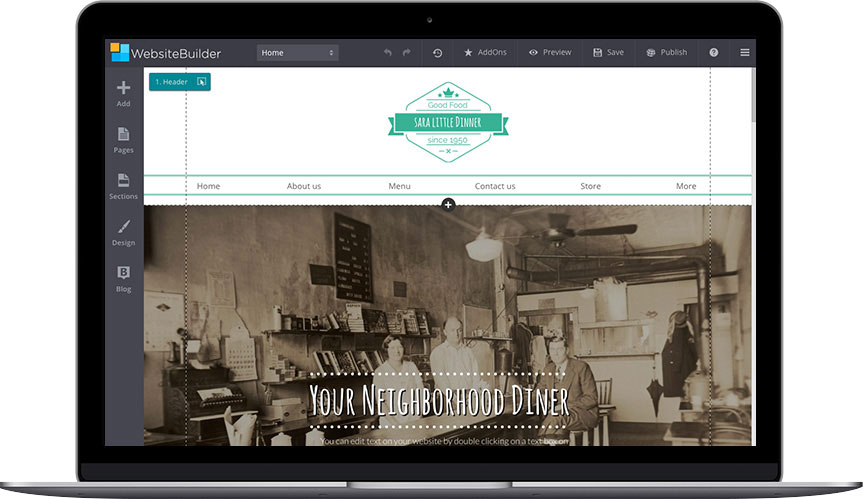 WebsiteBuilder
Home
AddOns
Preview
Save
Publish
?
Add
Pages
Sections
Design
B
Blog
1. Header
Good Food
SARA LITTLE DINNER
since 1950
Home About us Menu Contact us Store More
YOUR NEIGHBORHOOD DINER
You can edit text on your website by double clicking on a text box on